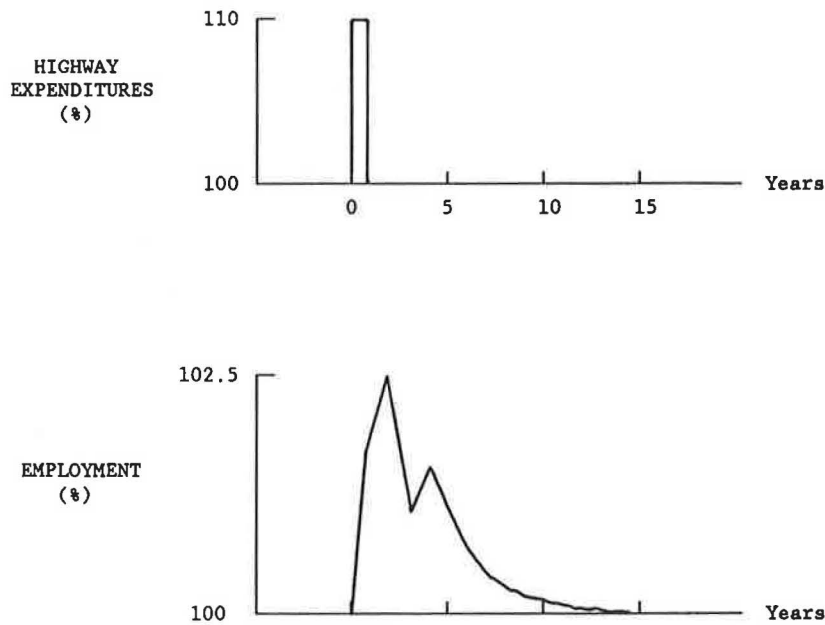 110
HIGHWAY
EXPENDITURES
(%)
100
Years
0 5 10 15
102.5
EMPLOYMENT
(%)
100
Years